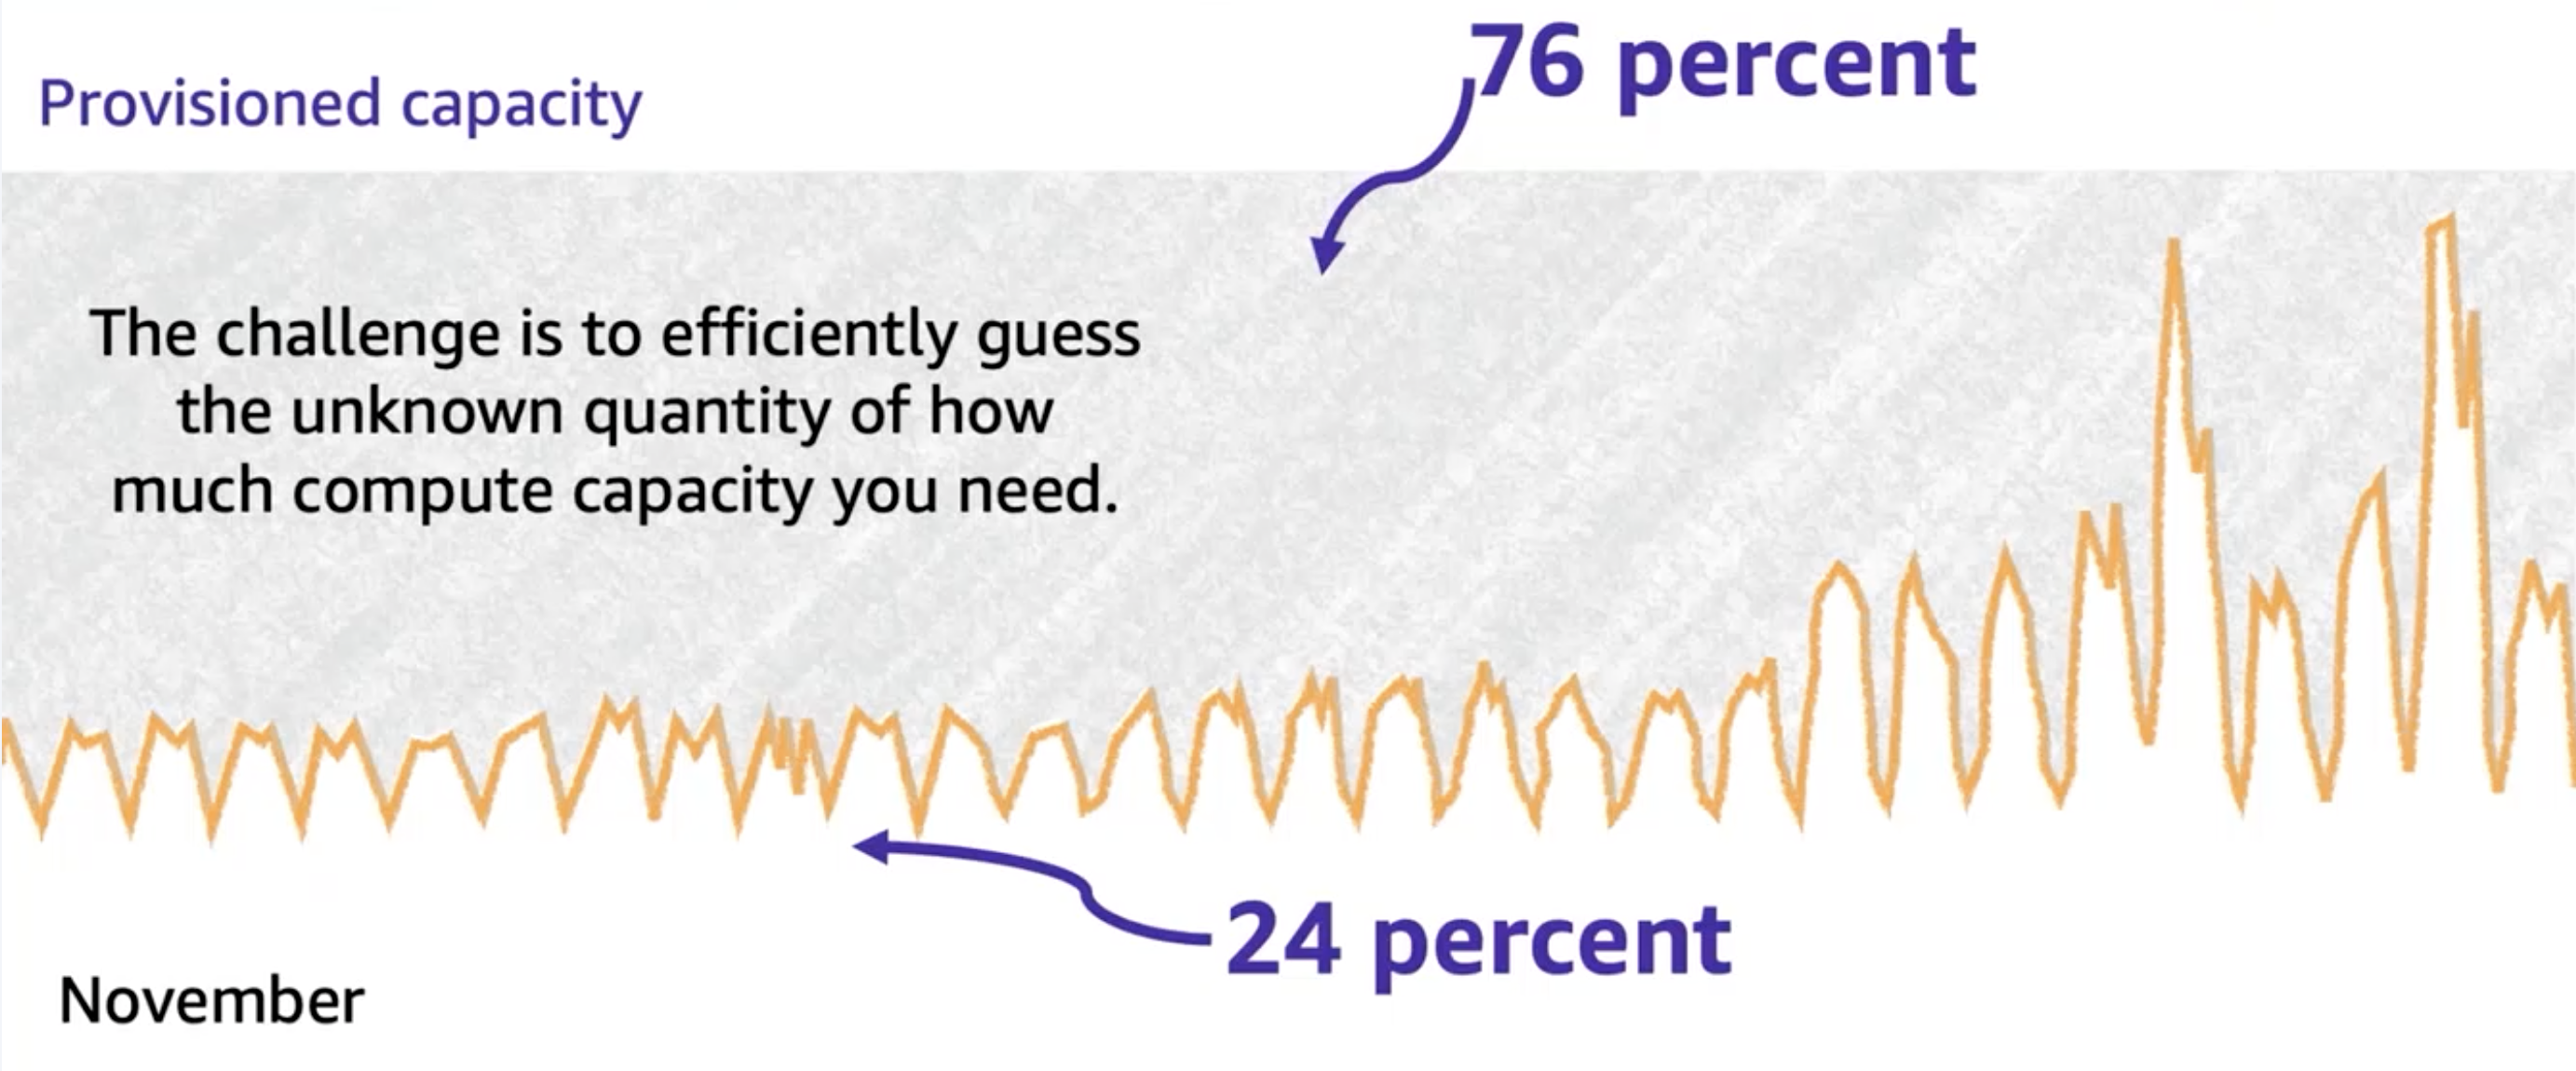 76 percent
Provisioned capacity
The challenge is to efficiently guess
the unknown quantity of how
much compute capacity you need.
24 percent
November